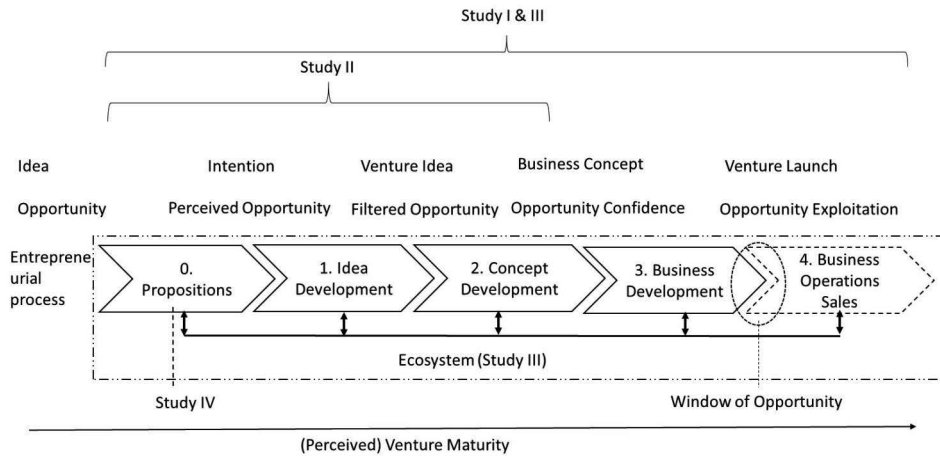 Study I & III
Study II
Idea
Intention
Venture Idea
Business Concept
Venture Launch
Opportunity
Perceived Opportunity
Filtered Opportunity
Opportunity Confidence
Opportunity Exploitation
Entreprene
urial
process
0.
Propositions
1. Idea
Development
2. Concept
Development
3. Business
Development
4. Business
Operations
Sales
Ecosystem (Study III)
Study IV
Window of Opportunity
(Perceived) Venture Maturity